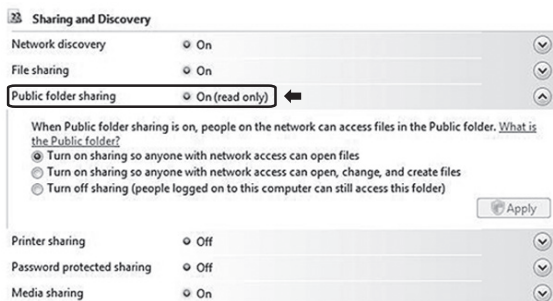 Sharing and Discovery
Network discovery On
File sharing On
Public folder sharing On (read only)
When Public folder sharing is on, people on the network can access files in the Public folder. What is
the Public folder?
Turn on sharing so anyone with network access can open files
Turn on sharing so anyone with network access can open, change, and create files
Turn off sharing (people logged on to this computer can still access this folder)
Apply
Printer sharing Off
Password protected sharing Off
Media sharing On